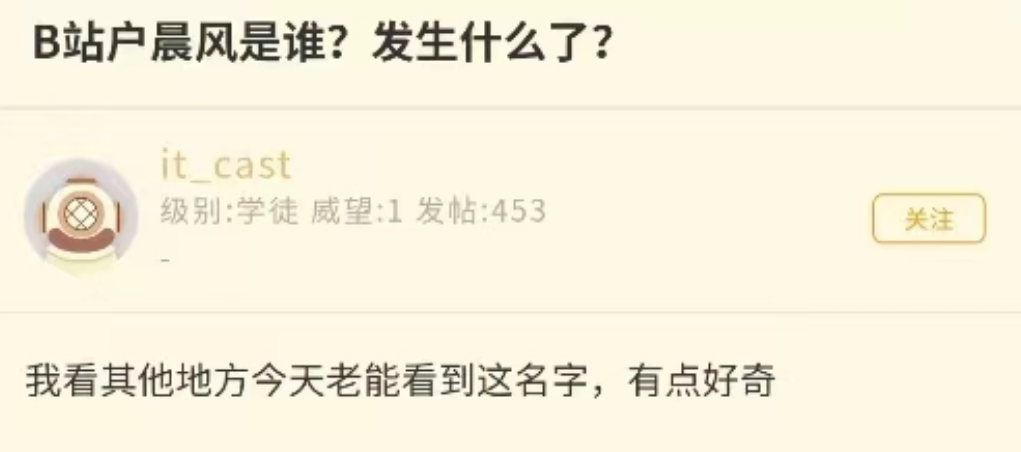 B站户晨风是谁？发生什么了？
it_cast
级别:学徒 威望:1 发帖:453
关注
-
我看其他地方今天老能看到这名字，有点好奇